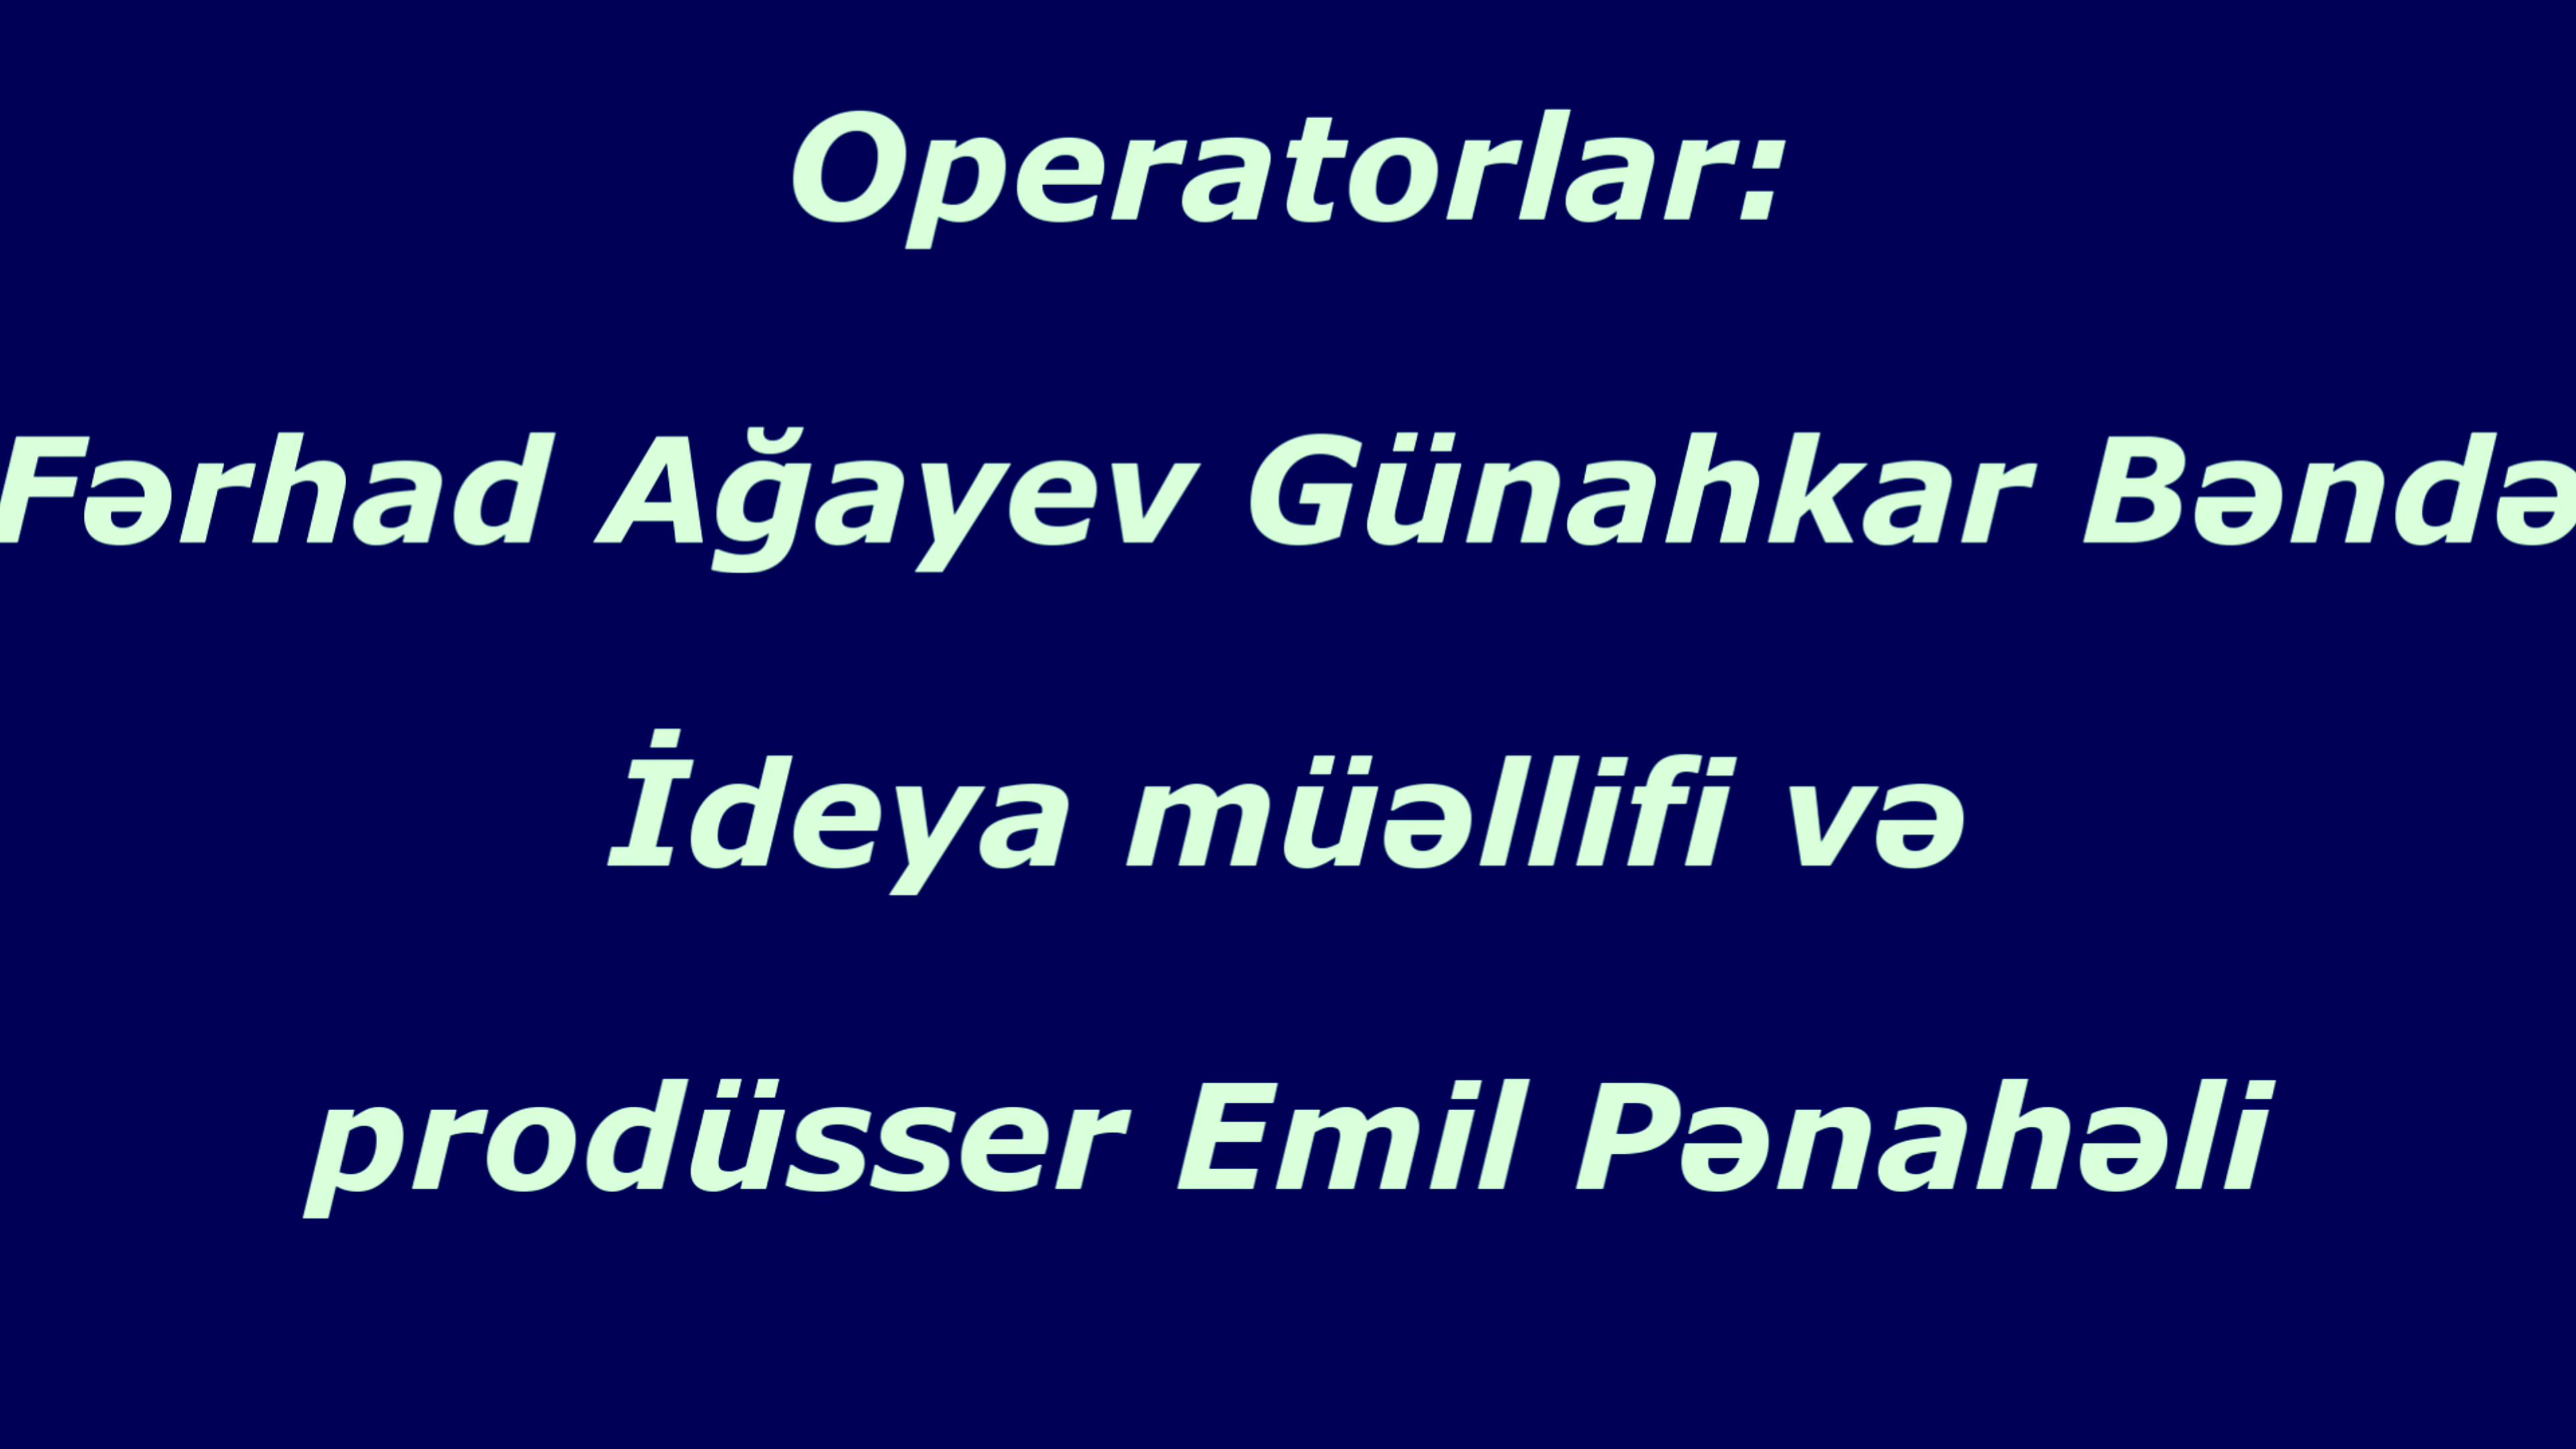 Operatorlar:
Fərhad Ağayev Günahkar Bəndə
İdeya müəllifi və
prodüsser Emil Pənahəli